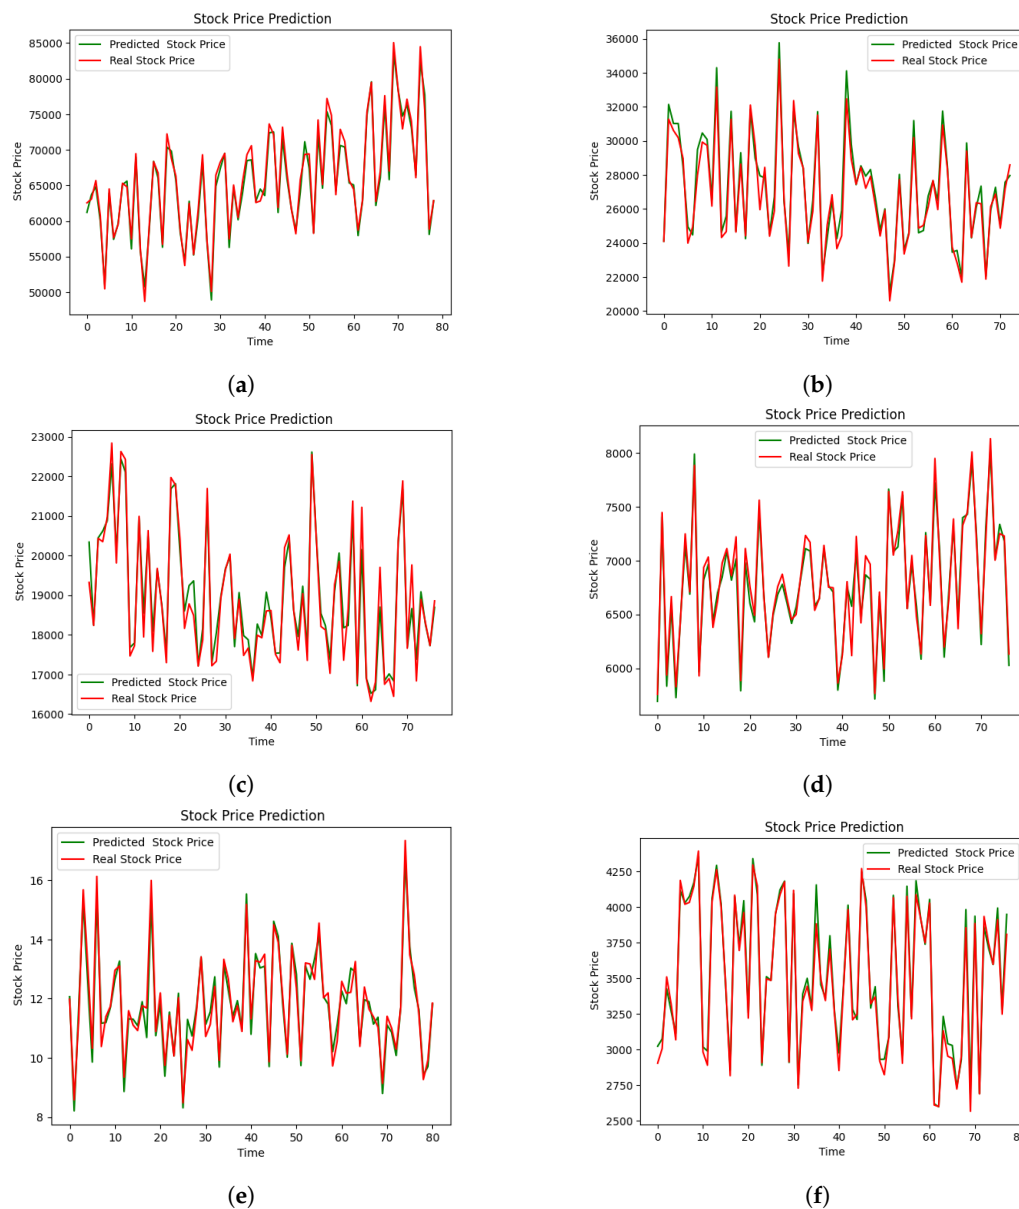 Stock Price Prediction
85000
80000
75000
70000
65000
60000
55000
50000
Stock Price
Predicted  Stock Price
Real Stock Price
0 10 20 30 40 50 60 70 80
Time
(a)
Stock Price Prediction
36000
34000
32000
30000
28000
26000
24000
22000
20000
Stock Price
Predicted  Stock Price
Real Stock Price
0 10 20 30 40 50 60 70
Time
(b)
Stock Price Prediction
23000
22000
21000
20000
19000
18000
17000
16000
Stock Price
Predicted  Stock Price
Real Stock Price
0 10 20 30 40 50 60 70
Time
(c)
Stock Price Prediction
8000
7500
7000
6500
6000
Stock Price
Predicted  Stock Price
Real Stock Price
0 10 20 30 40 50 60 70
Time
(d)
Stock Price Prediction
16
14
12
10
8
Stock Price
Predicted  Stock Price
Real Stock Price
0 10 20 30 40 50 60 70 80
Time
(e)
Stock Price Prediction
4250
4000
3750
3500
3250
3000
2750
2500
Stock Price
Predicted  Stock Price
Real Stock Price
0 10 20 30 40 50 60 70
Time
(f)